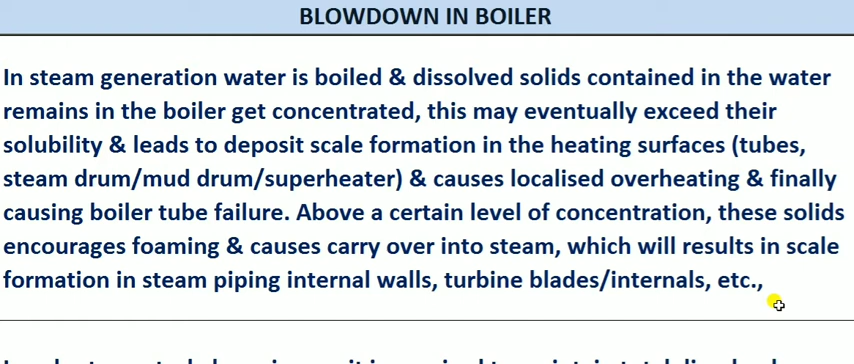 BLOWDOWN IN BOILER
In steam generation water is boiled & dissolved solids contained in the water
remains in the boiler get concentrated, this may eventually exceed their
solubility & leads to deposit scale formation in the heating surfaces (tubes,
steam drum/mud drum/superheater) & causes localised overheating & finally
causing boiler tube failure. Above a certain level of concentration, these solids
encourages foaming & causes carry over into steam, which will results in scale
formation in steam piping internal walls, turbine blades/internals, etc.,